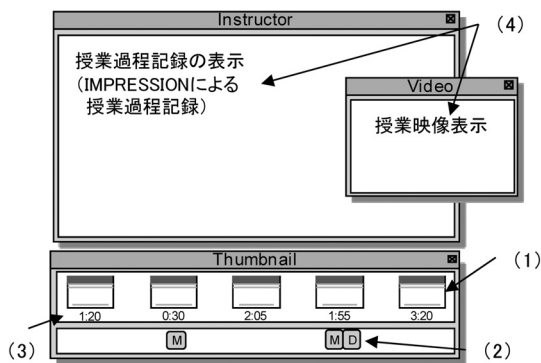 Instructor
(4)
授業過程記録の表示
(IMPRESSIONによる
授業過程記録)
Video
授業映像表示
Thumbnail
(1)
1:20 0:30 2:05 1:55 3:20
(3)
M M D
(2)